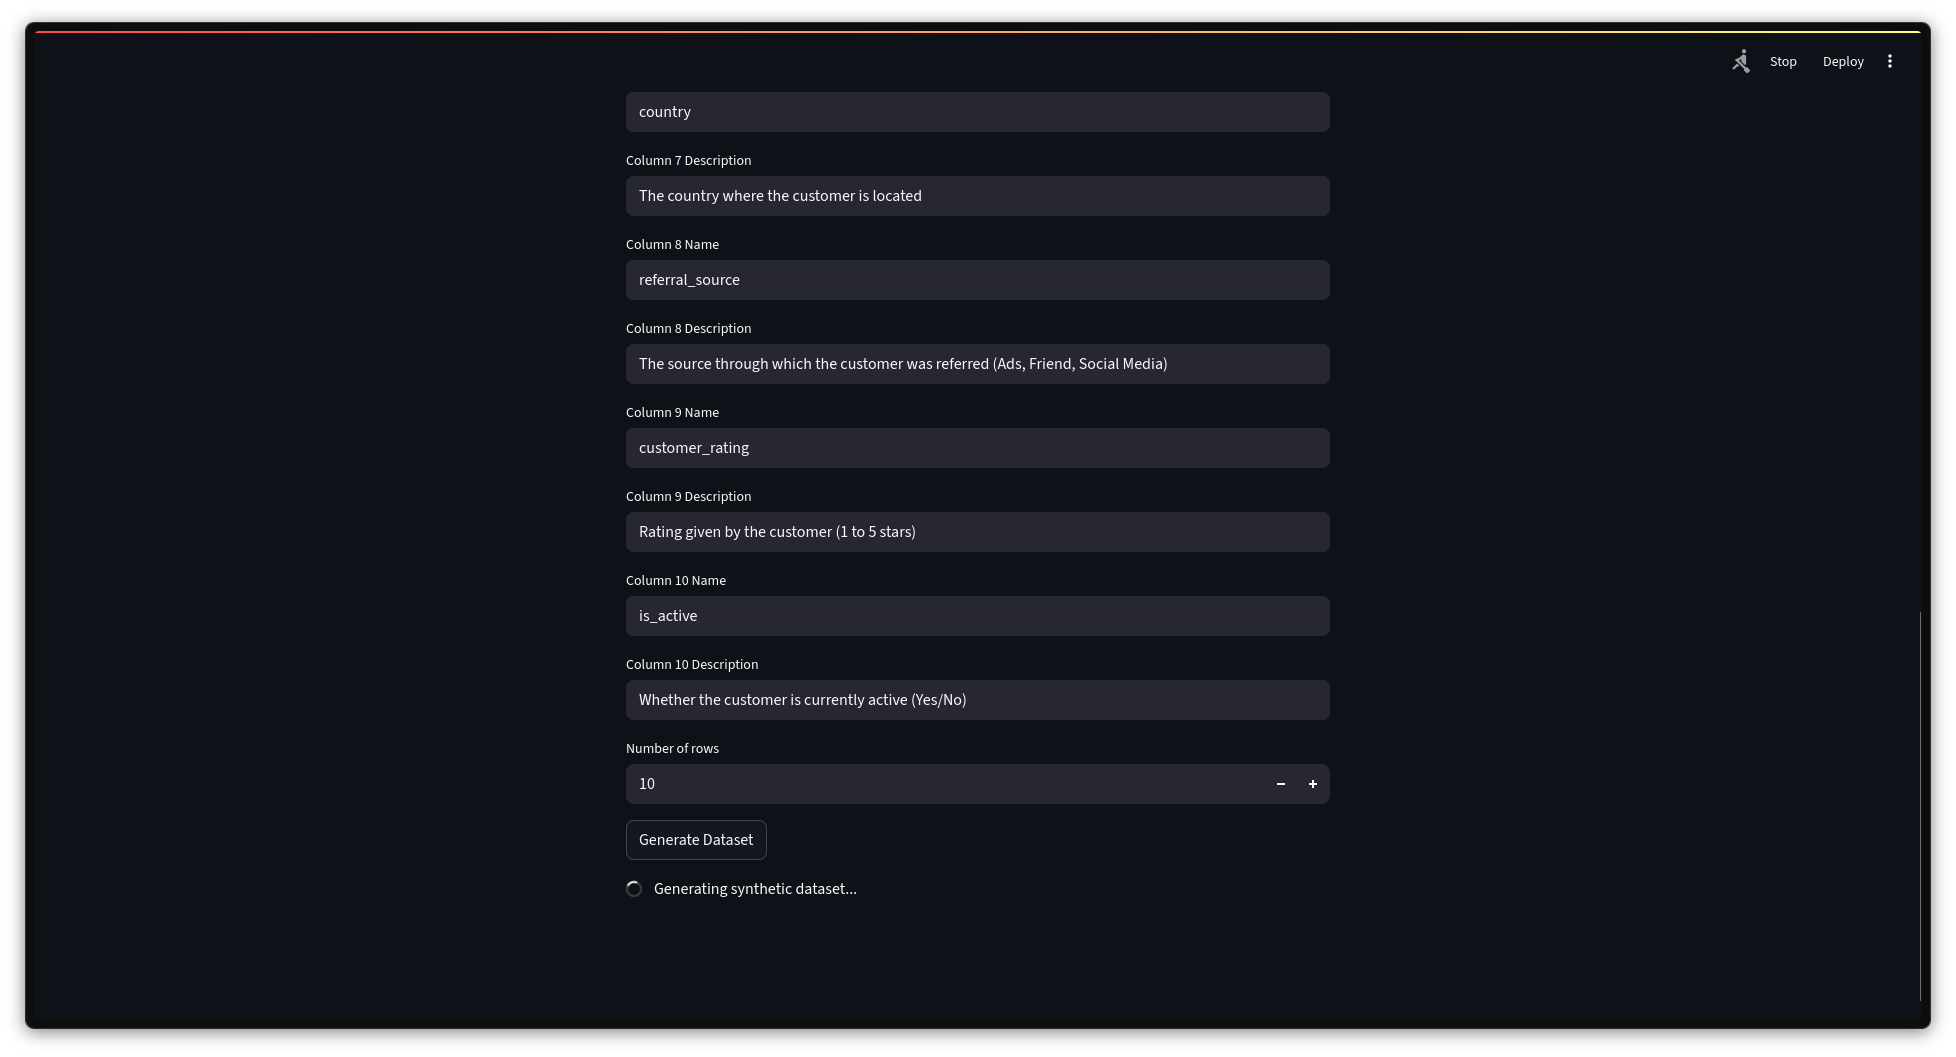 Stop
Deploy
country
Column 7 Description
The country where the customer is located
Column 8 Name
referral_source
Column 8 Description
The source through which the customer was referred (Ads, Friend, Social Media)
Column 9 Name
customer_rating
Column 9 Description
Rating given by the customer (1 to 5 stars)
Column 10 Name
is_active
Column 10 Description
Whether the customer is currently active (Yes/No)
Number of rows
10
Generate Dataset
Generating synthetic dataset...